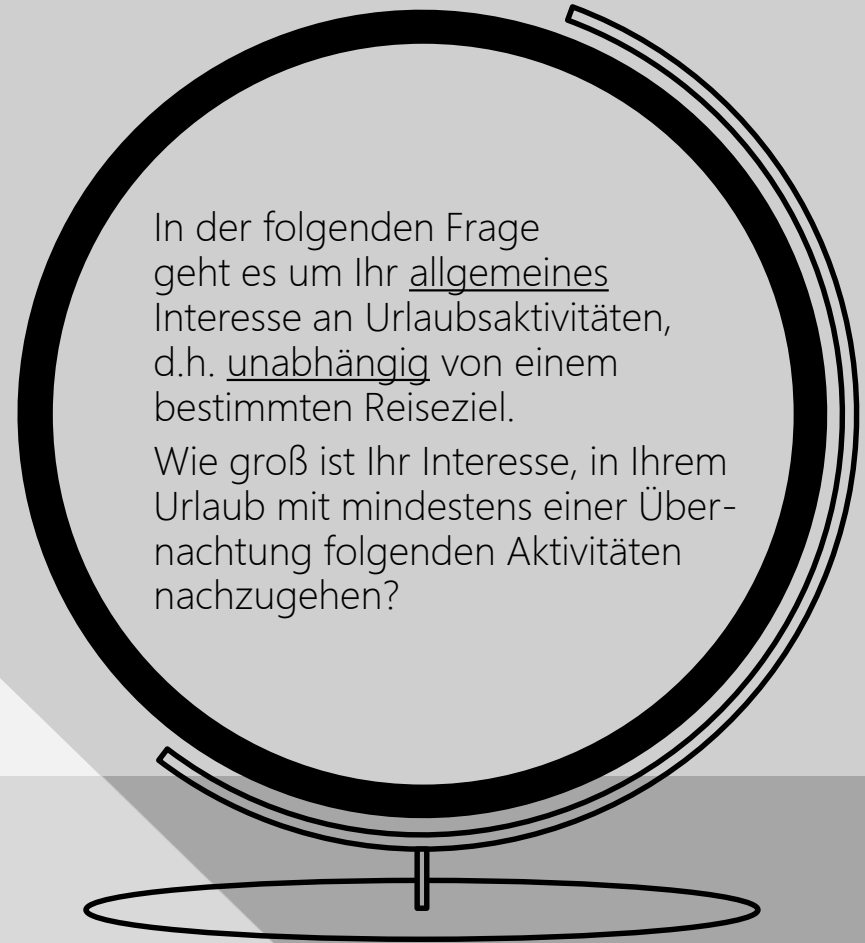 In der folgenden Frage
geht es um Ihr allgemeines
Interesse an Urlaubsaktivitäten,
d.h. unabhängig von einem
bestimmten Reiseziel.
Wie groß ist Ihr Interesse, in Ihrem
Urlaub mit mindestens einer Über-
nachtung folgenden Aktivitäten
nachzugehen?